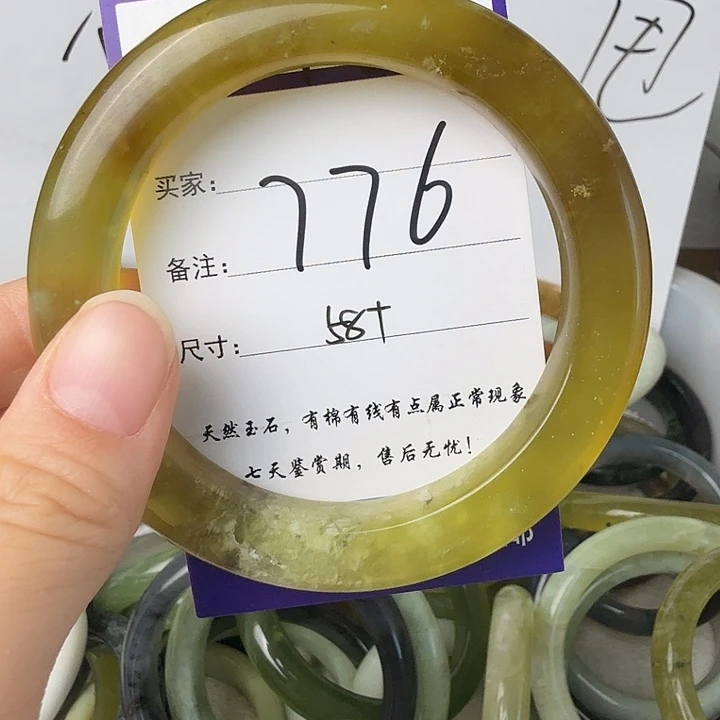 甩
买家: 776
备注:
尺寸: 58+
天然玉石，有棉有线有点属正常现象
七天鉴赏期，售后无忧！